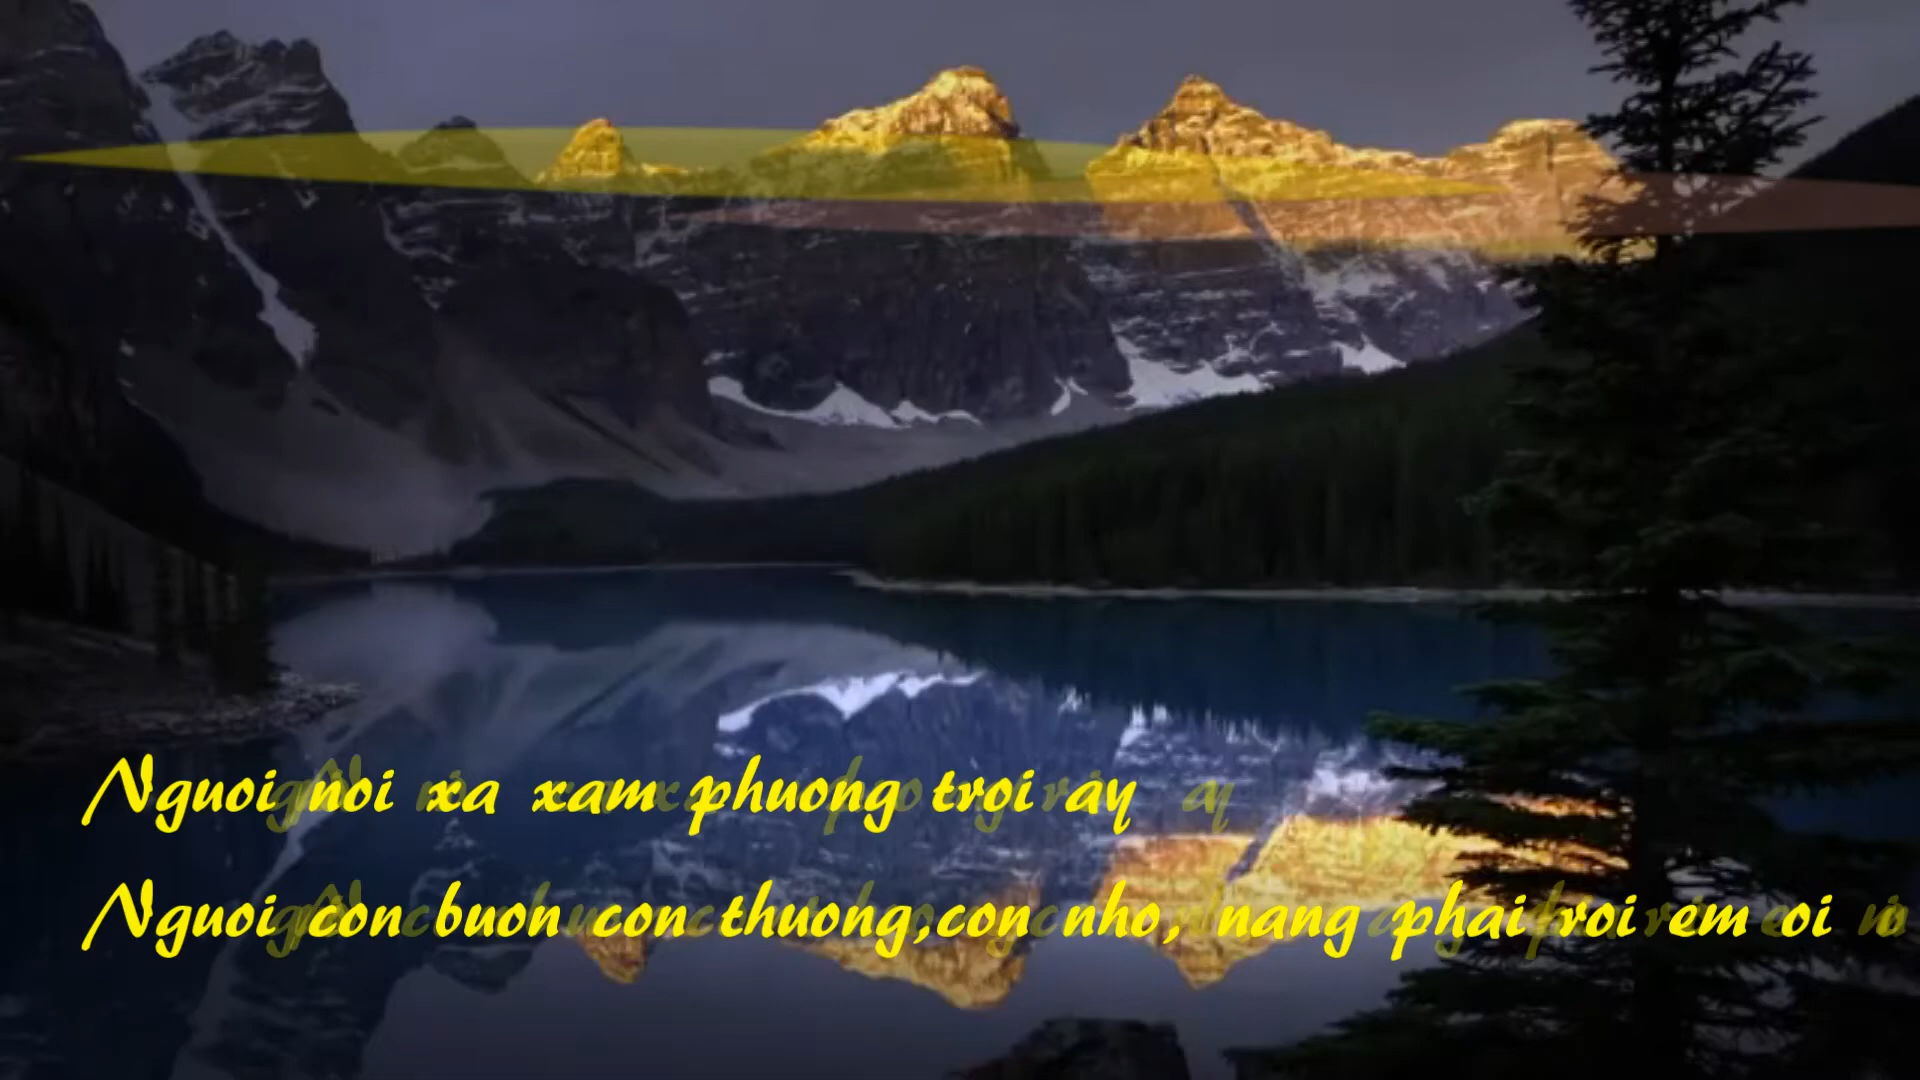 Nguoi noi xa xam phuong troi ay
Nguoi con buon con thuong,con nho, nang phai roi em oi